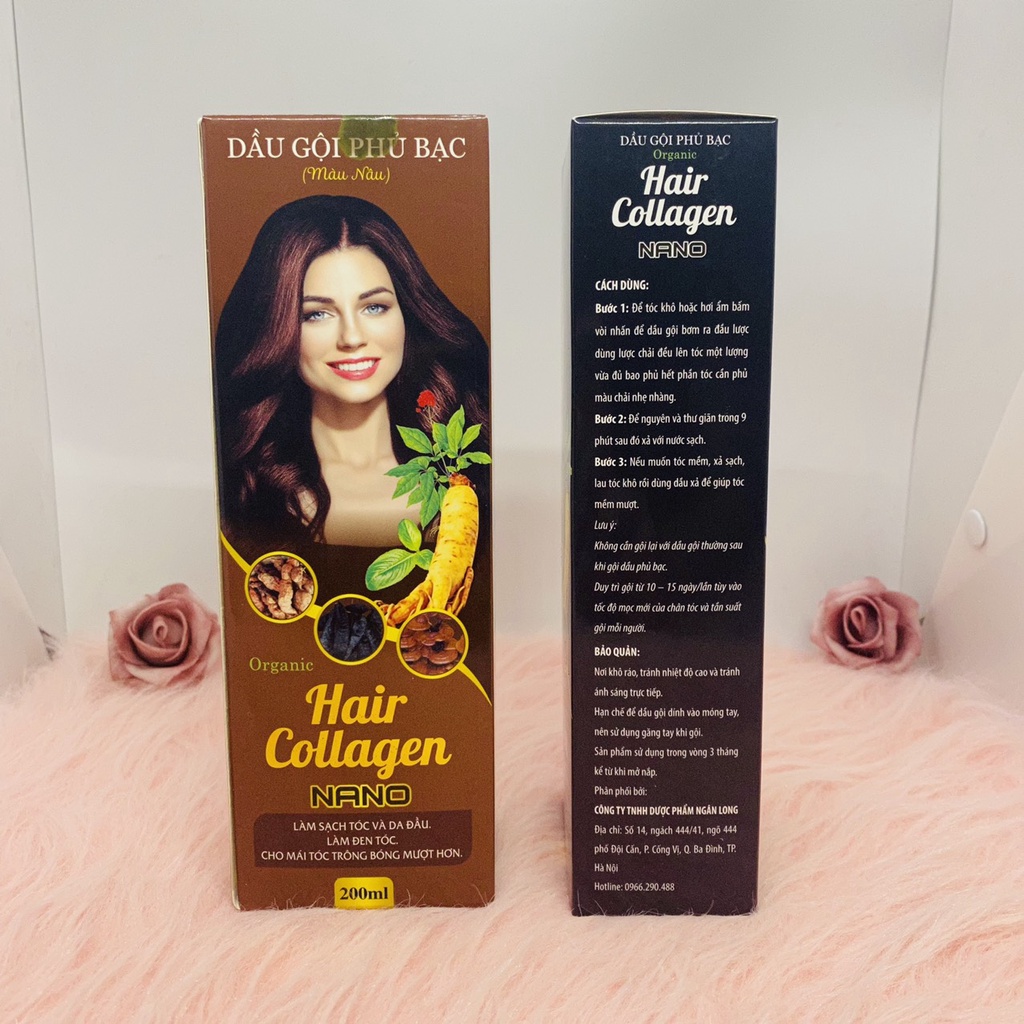 DẦU GỘI PHỦ BẠC
(Màu Nâu)
Organic
Hair
Collagen
NANO
LÀM SẠCH TÓC VÀ DA ĐẦU.
LÀM ĐEN TÓC.
CHO MÁI TÓC TRÔNG BÓNG MƯỢT HƠN.
200ml
DẦU GỘI PHỦ BẠC
Organic
Hair
Collagen
NANO
CÁCH DÙNG:
Bước 1: Để tóc khô hoặc hơi ẩm bấm
vòi nhấn để dầu gội bơm ra đầu lược
dùng lược chải đều lên tóc một lượng
vừa đủ bao phủ hết phần tóc cần phủ
màu chải nhẹ nhàng.
Bước 2: Để nguyên và thư giãn trong 9
phút sau đó xả với nước sạch.
Bước 3: Nếu muốn tóc mềm, xả sạch,
lau tóc khô rồi dùng dầu xả để giúp tóc
mềm mượt.
Lưu ý:
Không cần gội lại với dầu gội thường sau
khi gội dầu phủ bạc.
Duy trì gội từ 10 – 15 ngày/lần tùy vào
tốc độ mọc mới của chân tóc và tần suất
gội mỗi người.
BẢO QUẢN:
Nơi khô ráo, tránh nhiệt độ cao và tránh
ánh sáng trực tiếp.
Hạn chế để dầu gội dính vào móng tay,
nên sử dụng găng tay khi gội.
Sản phẩm sử dụng trong vòng 3 tháng
kể từ khi mở nắp.
Phân phối bởi:
CÔNG TY TNHH DƯỢC PHẨM NGÂN LONG
Địa chỉ: Số 14, ngách 444/41, ngõ 444
phố Đội Cấn, P. Cống Vị, Q. Ba Đình, TP.
Hà Nội
Hotline: 0966.290.488